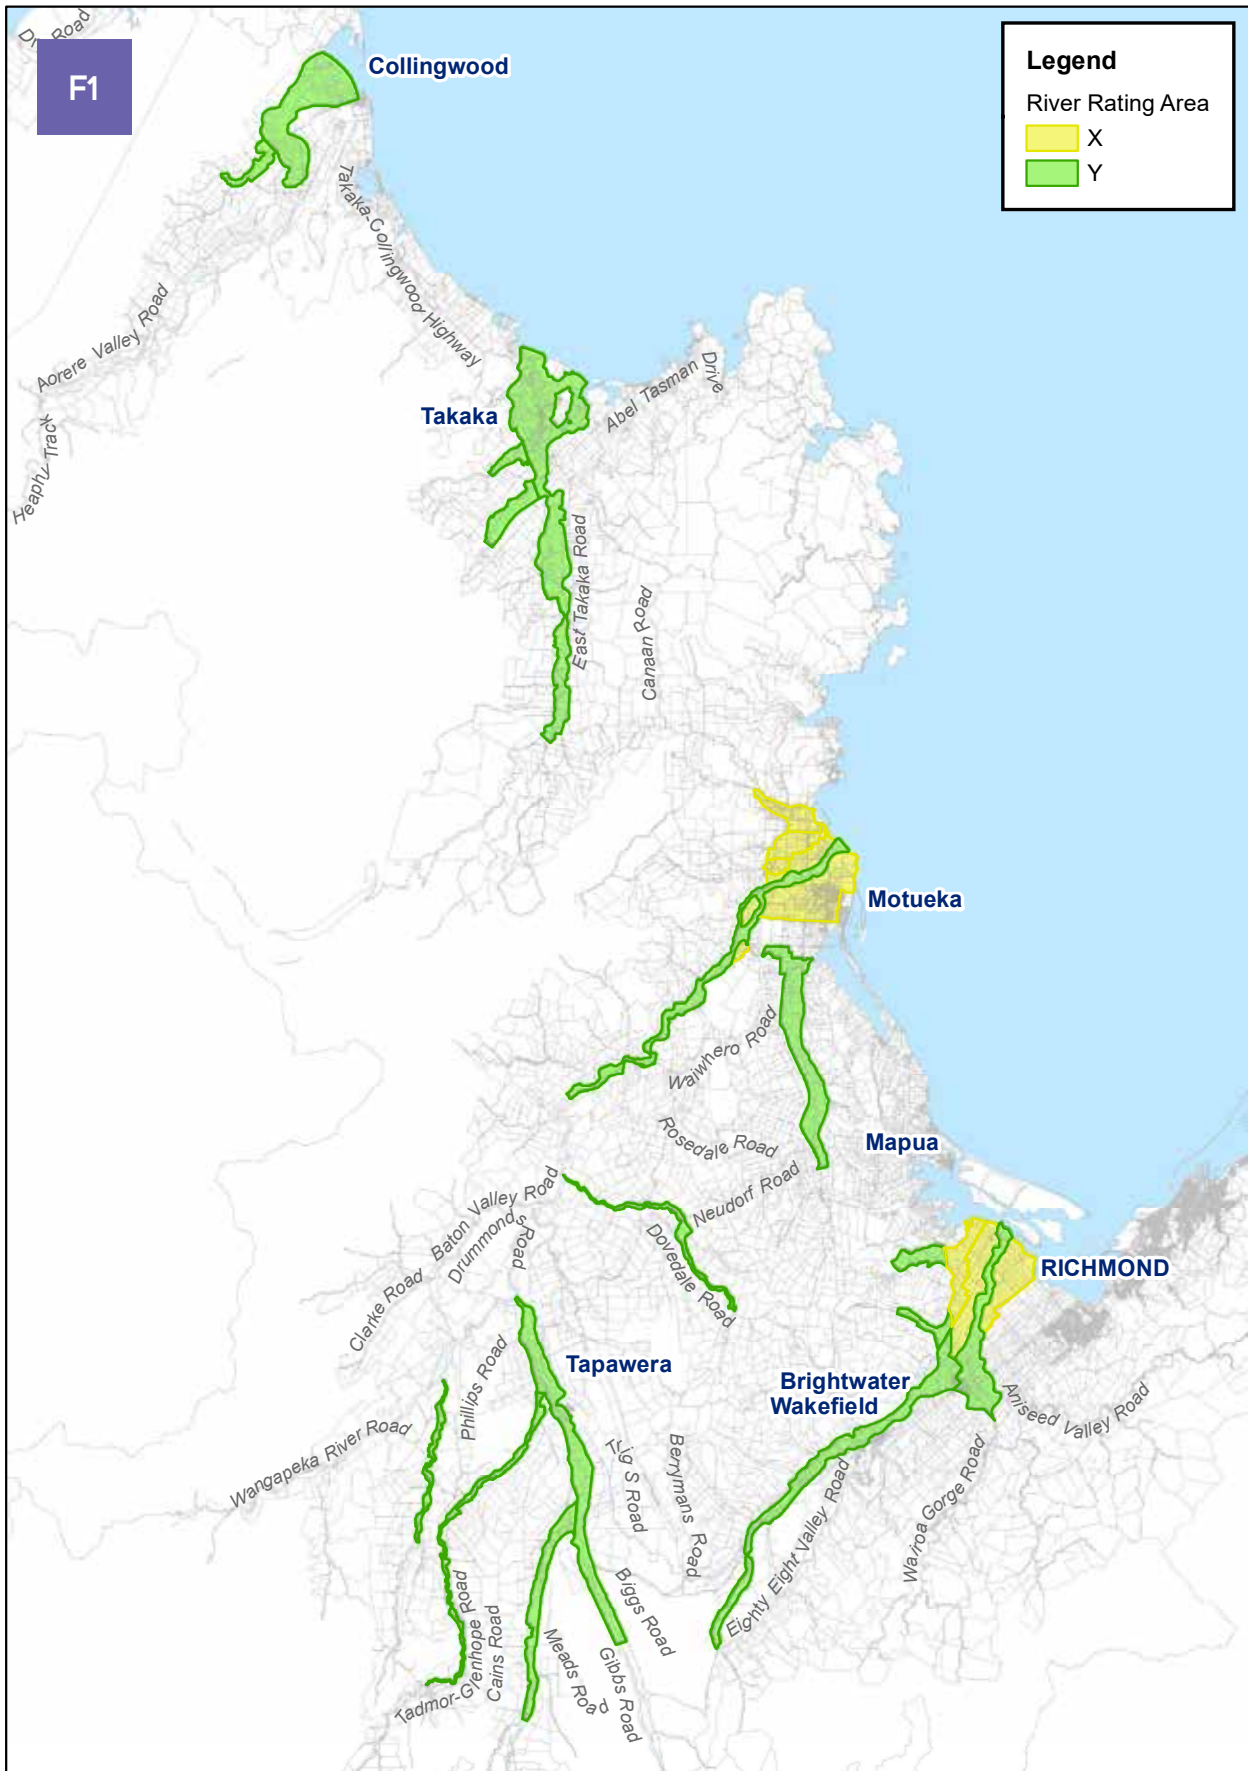 Road
F1
Collingwood
Legend
River Rating Area
X
Y
Takaka-Collingwood Highway
Aorere Valley Road
Heaphy Track
Takaka
Abel Tasman Drive
East Takaka Road
Canaan Road
Motueka
Waiwhero Road
Rosedale Road
Mapua
Neudorf Road
Baton Valley Road
Drummonds Road
Clarke Road
Dovedale Road
RICHMOND
Tapawera
Phillips Road
Brightwater
Wakefield
Aniseed Valley Road
Wangapeka River Road
Trig S Road
Berrymans Road
Eighty Eight Valley Road
Wairoa Gorge Road
Biggs Road
Tadmor-Glenhope Road
Cains Road
Meads Road
Gibbs Road